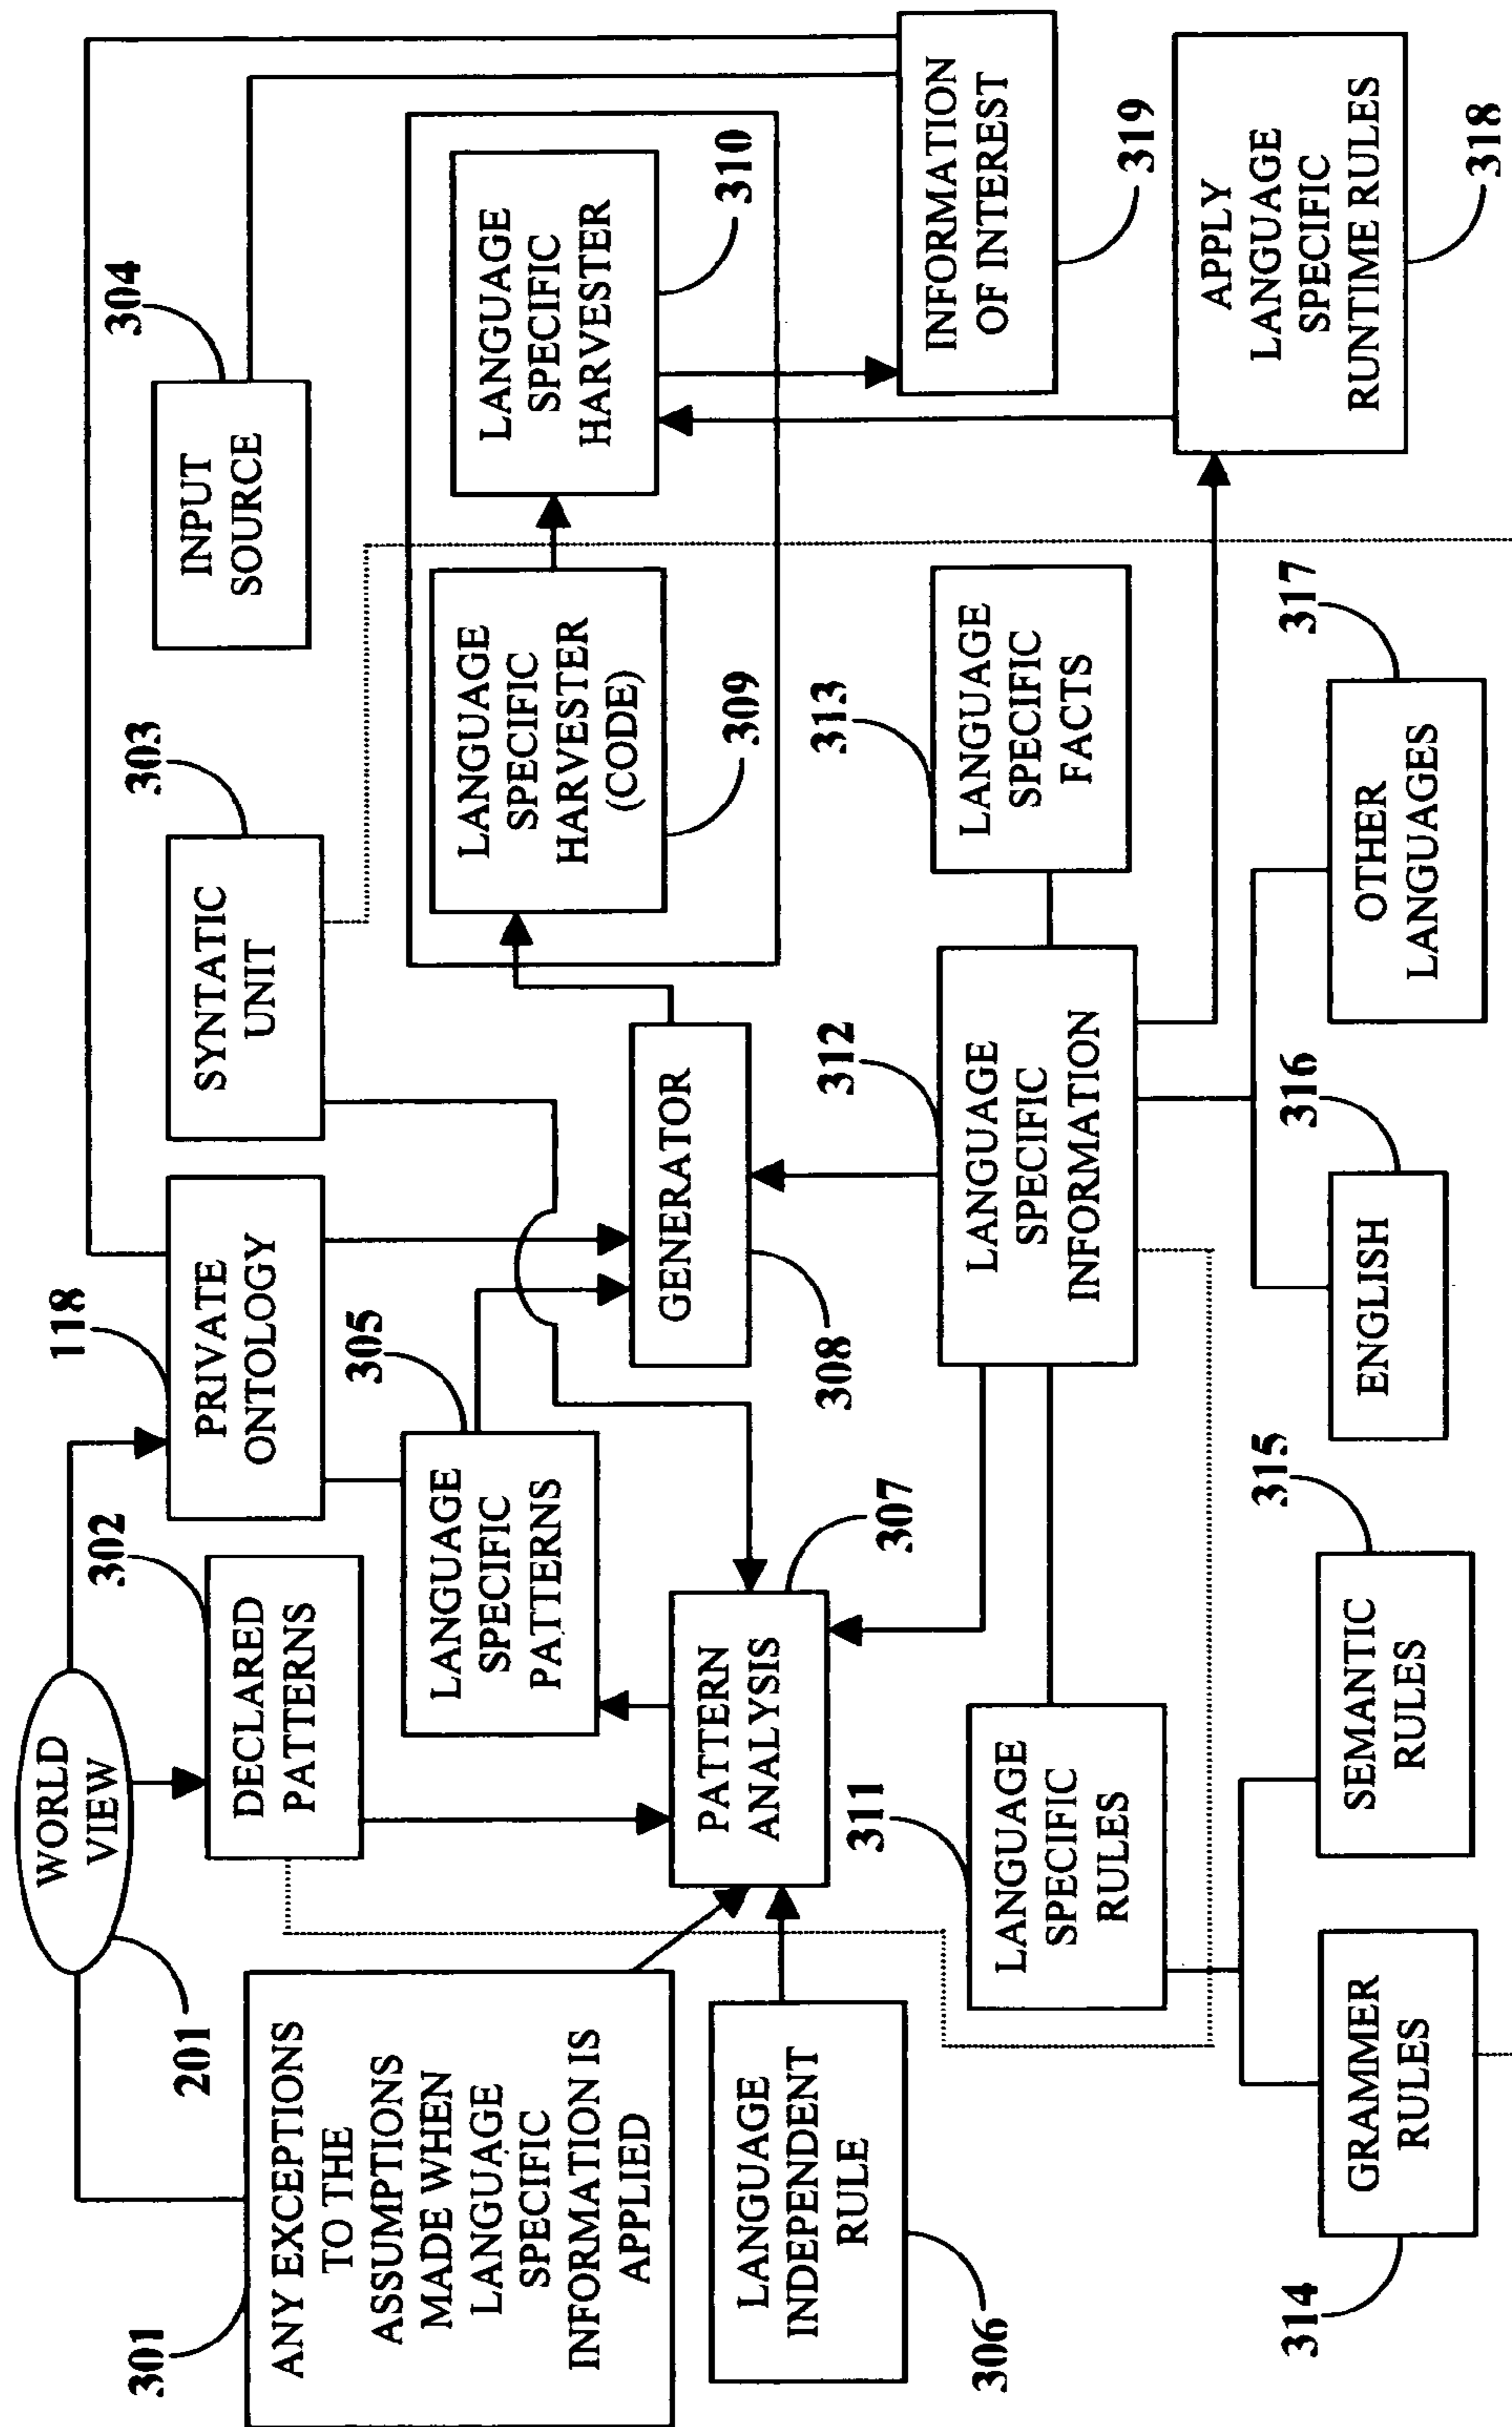 WORLD
VIEW
201
301
ANY EXCEPTIONS
TO THE
ASSUMPTIONS
MADE WHEN
LANGUAGE
SPECIFIC
INFORMATION IS
APPLIED
302
DECLARED
PATTERNS
118
PRIVATE
ONTOLOGY
303
SYNTATIC
UNIT
304
INPUT
SOURCE
305
LANGUAGE
SPECIFIC
PATTERNS
LANGUAGE
SPECIFIC
HARVESTER
(CODE)
309
LANGUAGE
SPECIFIC
HARVESTER
310
LANGUAGE
INDEPENDENT
RULE
306
PATTERN
ANALYSIS
307
GENERATOR
308
INFORMATION
OF INTEREST
319
311
LANGUAGE
SPECIFIC
RULES
312
LANGUAGE
SPECIFIC
INFORMATION
313
LANGUAGE
SPECIFIC
FACTS
APPLY
LANGUAGE
SPECIFIC
RUNTIME RULES
318
314
GRAMMER
RULES
315
SEMANTIC
RULES
316
ENGLISH
317
OTHER
LANGUAGES